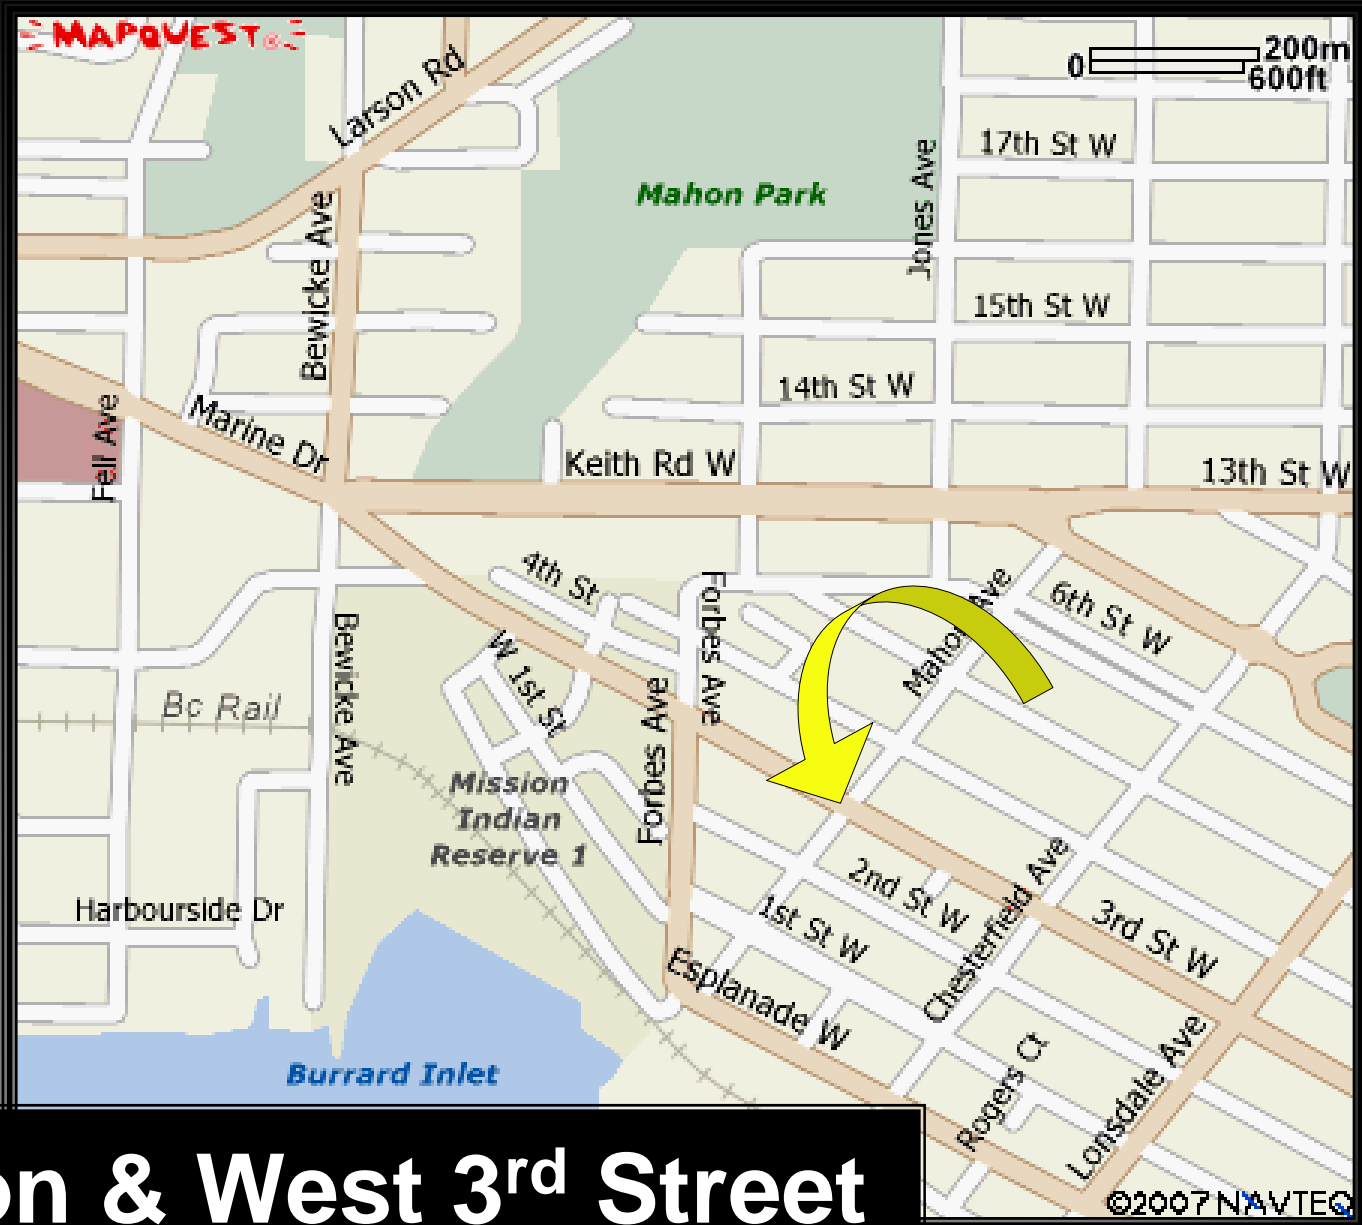 MAPQUEST®
0 200m
600ft
Larson Rd
17th St W
Jones Ave
Mahon Park
Bewicke Ave
15th St W
14th St W
Fell Ave
Marine Dr
Keith Rd W
13th St W
4th St
Forbes Ave
Ave
6th St W
Bewicke Ave
W 1st St
Bc Rail
Forbes Ave
Mission
Indian
Reserve 1
Chesterfield Ave
2nd St W
3rd St W
Harbourside Dr
1st St W
Esplanade W
Rogers Ct
Lonsdale Ave
Burrard Inlet
on & West 3rd Street
©2007 NAVTEQ